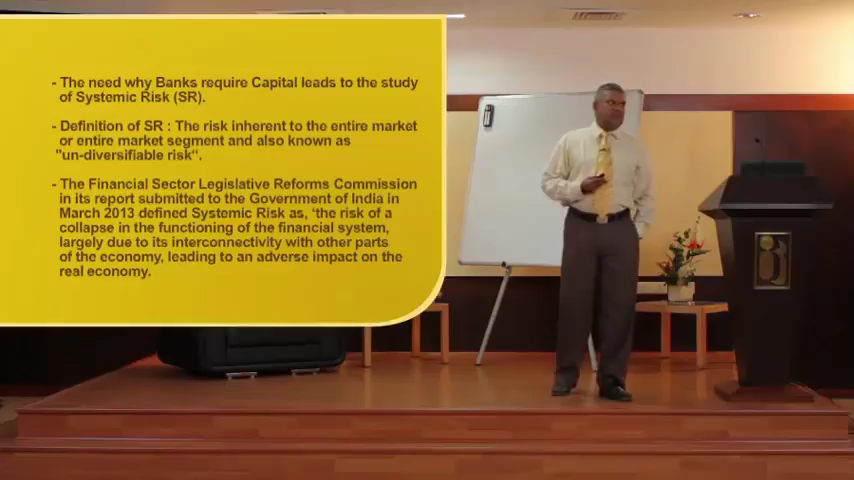 - The need why Banks require Capital leads to the study
of Systemic Risk (SR).
- Definition of SR : The risk inherent to the entire market
or entire market segment and also known as
"un-diversifiable risk".
- The Financial Sector Legislative Reforms Commission
in its report submitted to the Government of India in
March 2013 defined Systemic Risk as, ‘the risk of a
collapse in the functioning of the financial system,
largely due to its interconnectivity with other parts
of the economy, leading to an adverse impact on the
real economy.